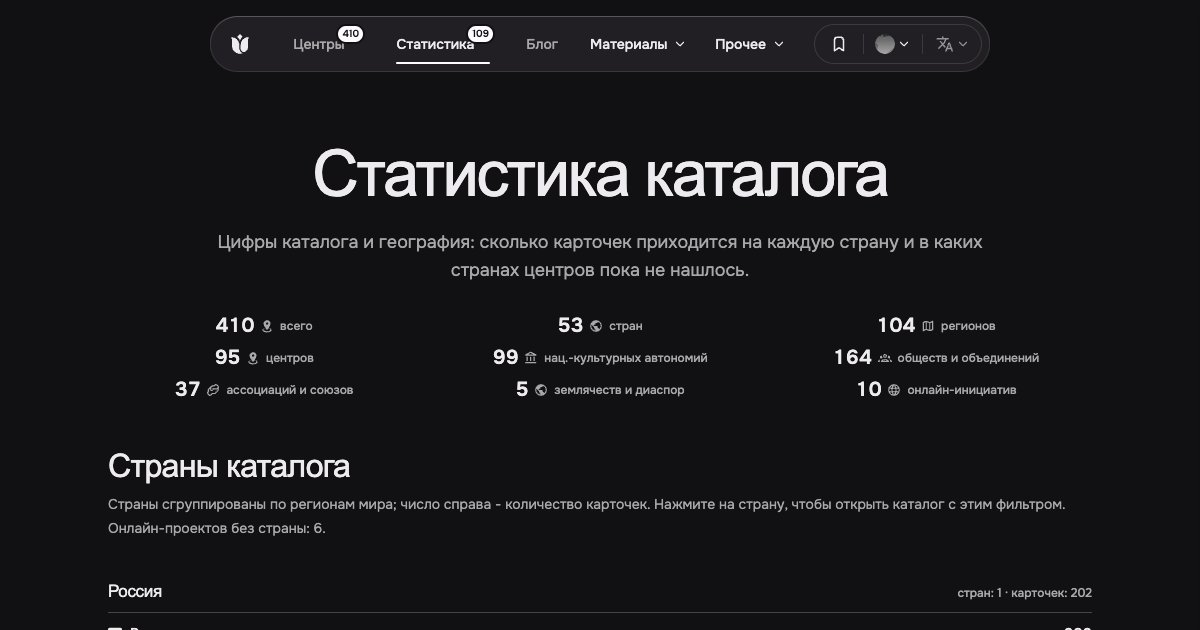 Центры 410 Статистика 109 Блог Материалы Прочее
Статистика каталога
Цифры каталога и география: сколько карточек приходится на каждую страну и в каких
странах центров пока не нашлось.
410 всего 53 стран 104 регионов
95 центров 99 нац.-культурных автономий 164 обществ и объединений
37 ассоциаций и союзов 5 землячеств и диаспор 10 онлайн-инициатив
Страны каталога
Страны сгруппированы по регионам мира; число справа - количество карточек. Нажмите на страну, чтобы открыть каталог с этим фильтром.
Онлайн-проектов без страны: 6.
Россия стран: 1 · карточек: 202